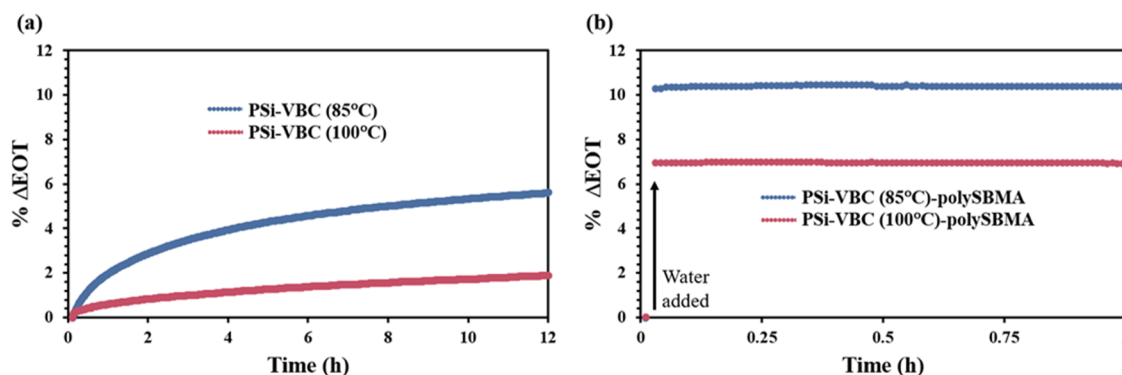 (a)
12
10
8
6
4
2
0
% ΔEOT
PSi-VBC (85°C)
PSi-VBC (100°C)
0 2 4 6 8 10 12
Time (h)
(b)
12
10
8
6
4
2
0
% ΔEOT
PSi-VBC (85°C)-polySBMA
PSi-VBC (100°C)-polySBMA
Water
added
0 0.25 0.5 0.75
Time (h)